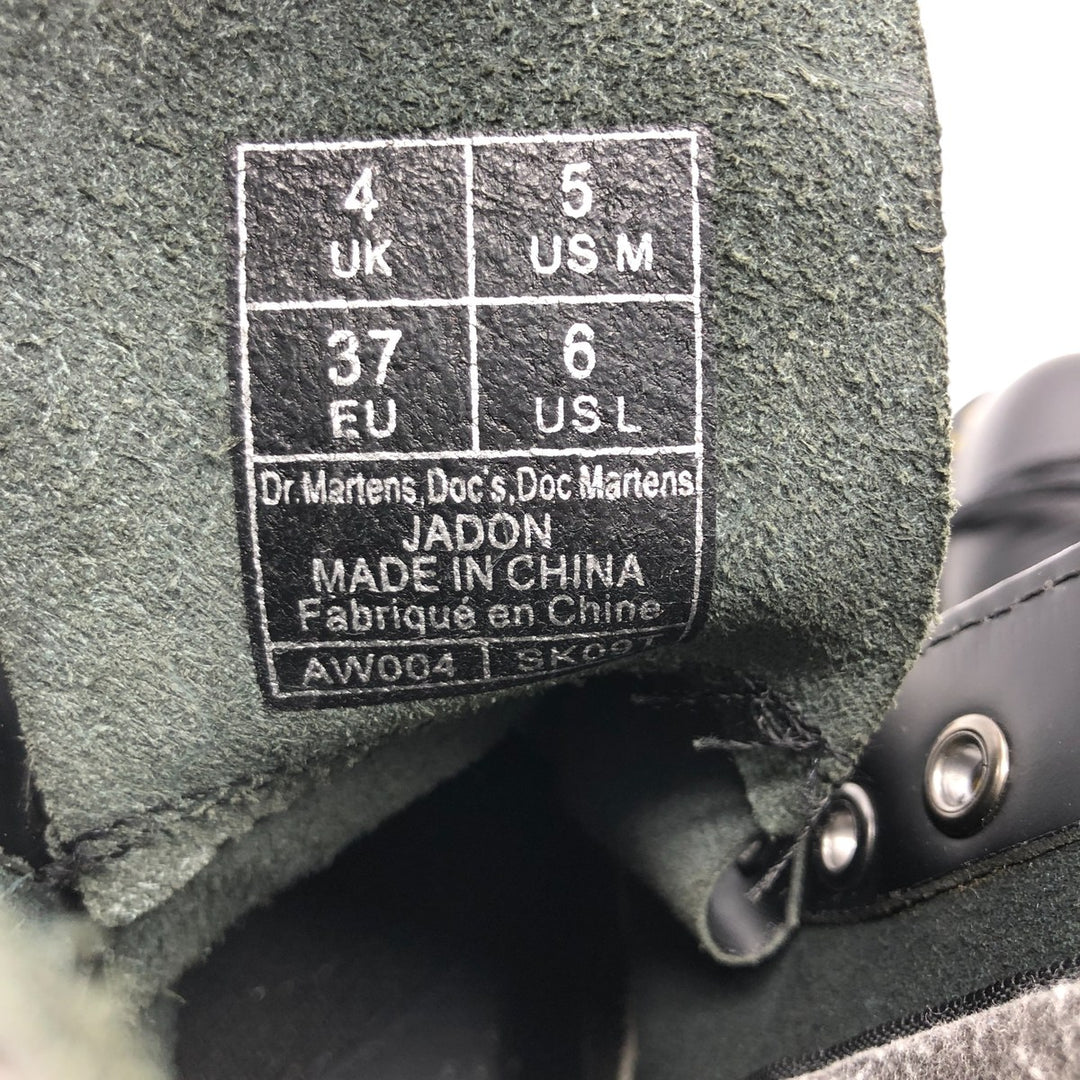 4 5
UK US M
37 6
EU US L
Dr.Martens,Doc's,Doc Martens
JADON
MADE IN CHINA
Fabriqué en Chine
AW004